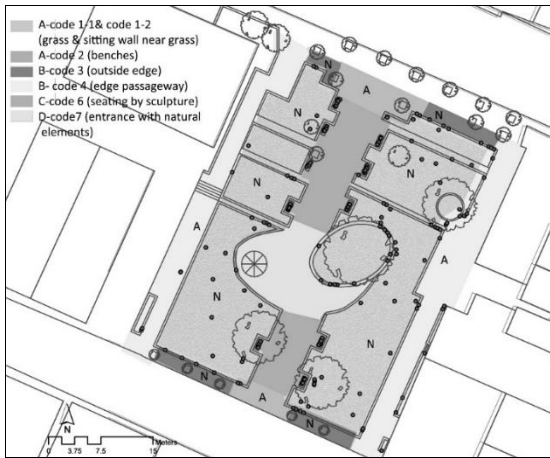 A-code 1-1& code 1-2
(grass & sitting wall near grass)
A-code 2 (benches)
B-code 3 (outside edge)
B- code 4 (edge passageway)
C-code 6 (seating by sculpture)
D-code7 (entrance with natural
elements)
N
A
N
N
N
N
N
A
A
N
N
A
N
A
N
N
0 3.75 7.5 15
Meters